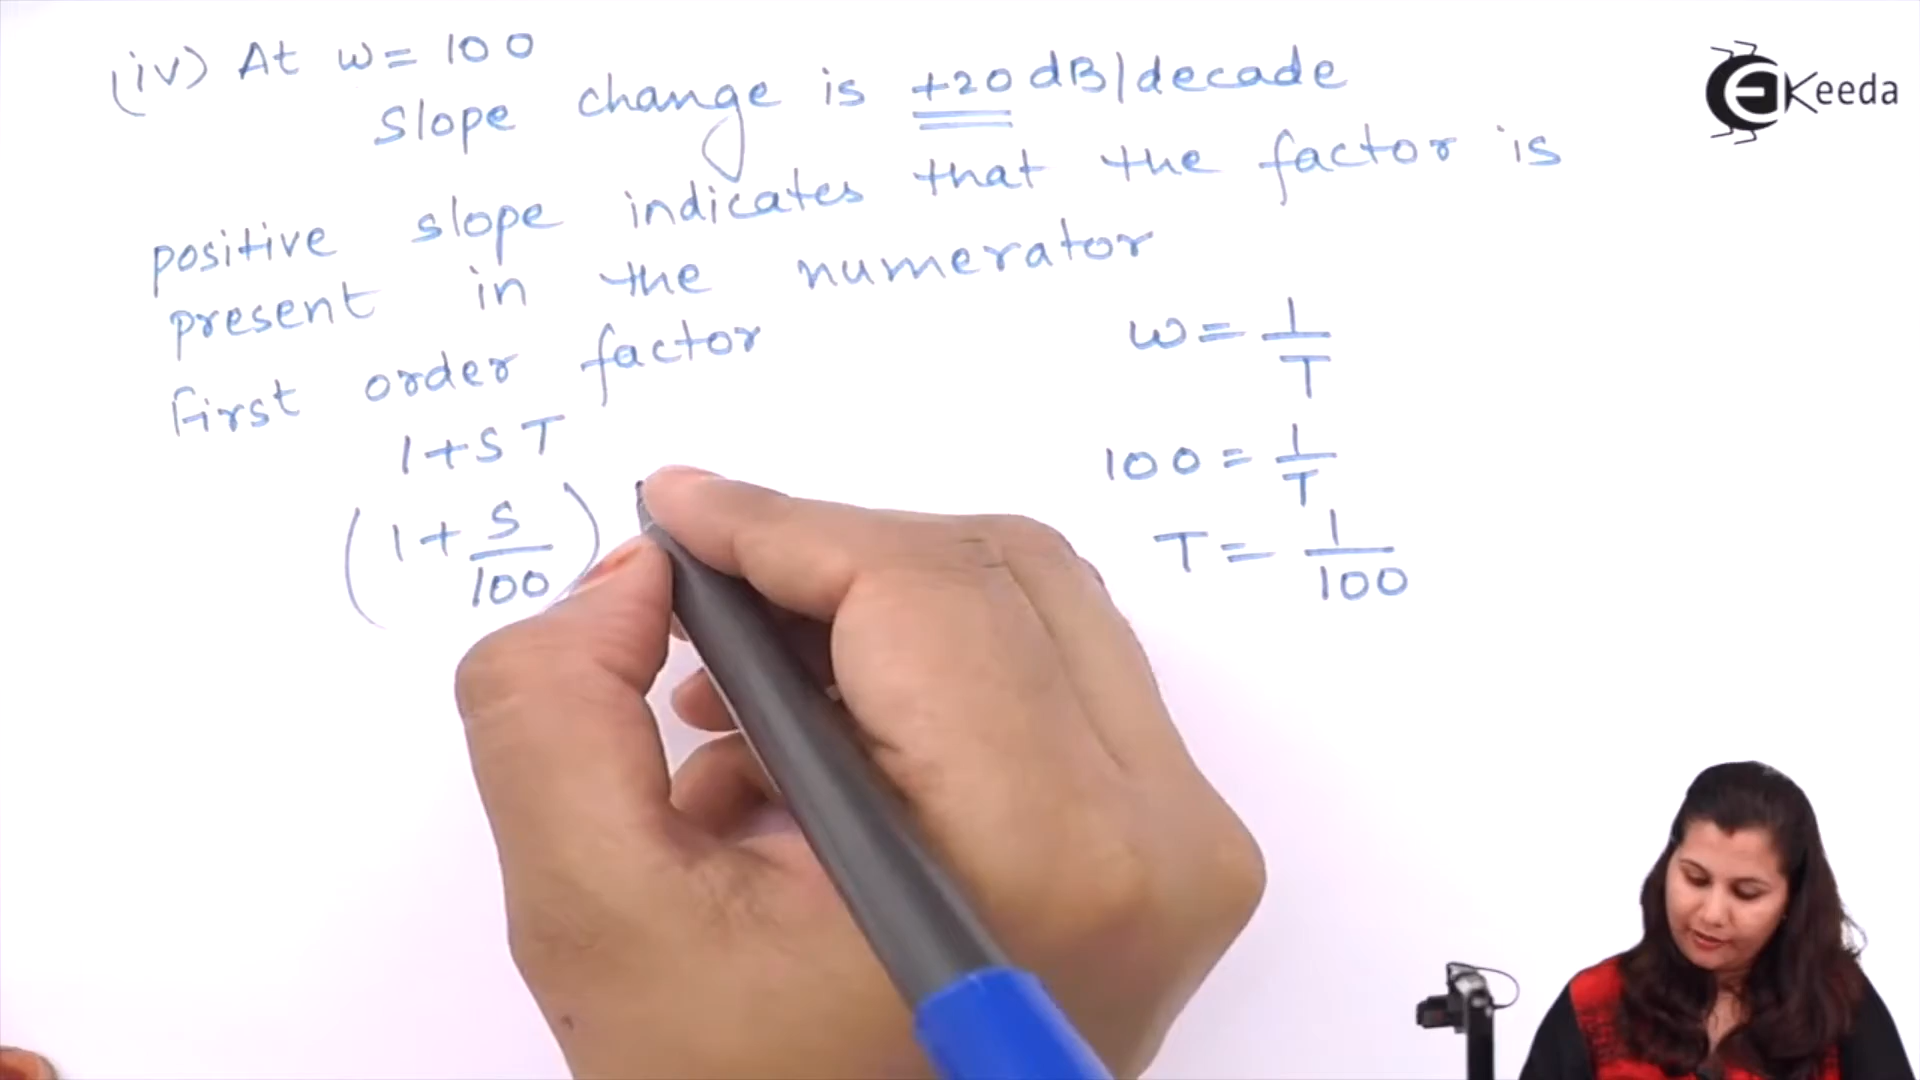 (iv) At w = 100
Slope change is +20 dB/decade
positive slope indicates that the factor is
present in the numerator
First order factor
1+ST
(1 + S/100)
w = 1/T
100 = 1/T
T = 1/100
EKeeda